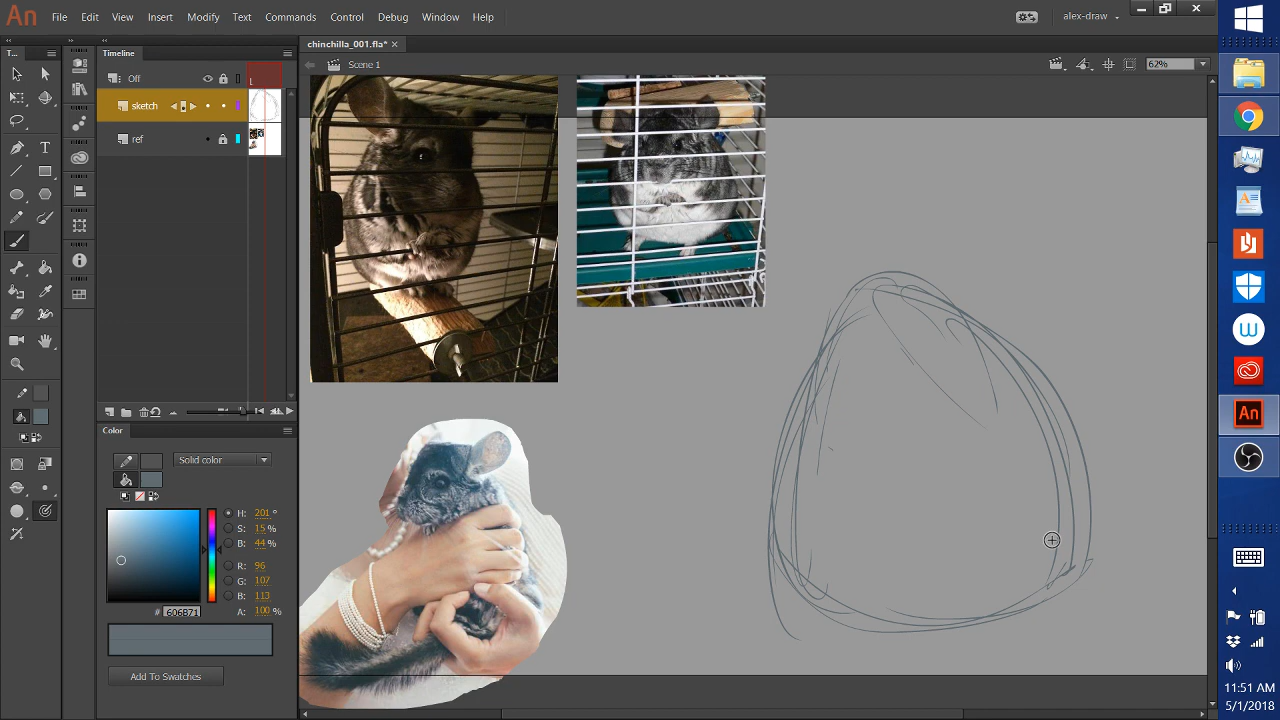 An File Edit View Insert Modify Text Commands Control Debug Window Help alex-draw
T...
Timeline
chinchilla_001.fla*
Scene 1
62%
Off
sketch
ref
Color
Solid color
H: 201 °
S: 15 %
B: 44 %
R: 96
G: 107
B: 113
# 606B71
A: 100 %
Add To Swatches
An
11:51 AM
5/1/2018